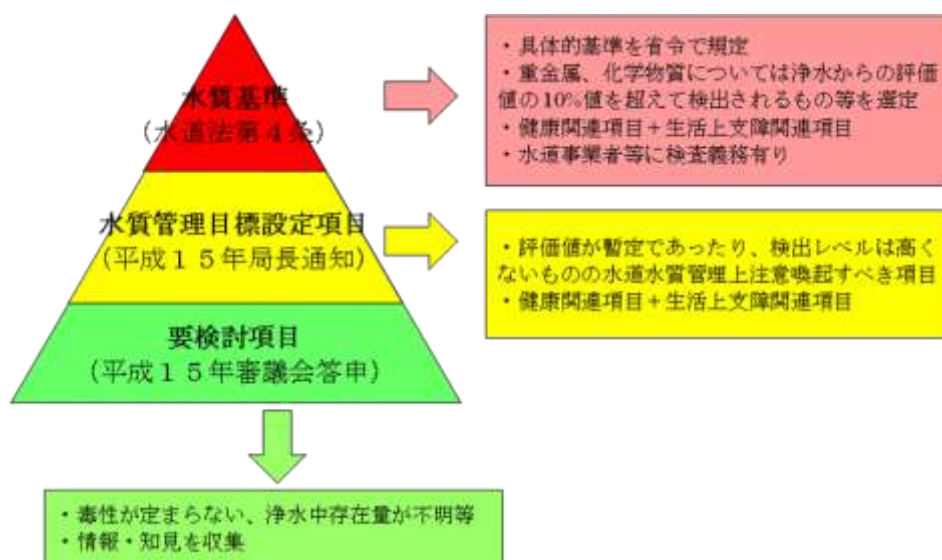 水質基準
（水道法第４条）
・具体的基準を省令で規定
・重金属、化学物質については浄水からの評価
値の10%値を超えて検出されるもの等を選定
・健康関連項目＋生活上支障関連項目
・水道事業者等に検査義務有り
水質管理目標設定項目
（平成１５年局長通知）
・評価値が暫定であったり、検出レベルは高く
ないものの水道水質管理上注意喚起すべき項目
・健康関連項目＋生活上支障関連項目
要検討項目
（平成１５年審議会答申）
・毒性が定まらない、浄水中存在量が不明等
・情報・知見を収集